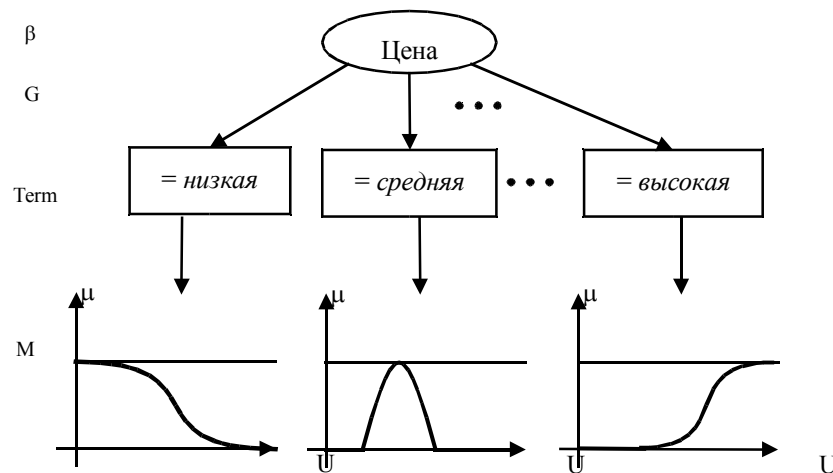 β
Цена
G
Term
= низкая
= средняя
= высокая
μ
μ
μ
M
U
U
U